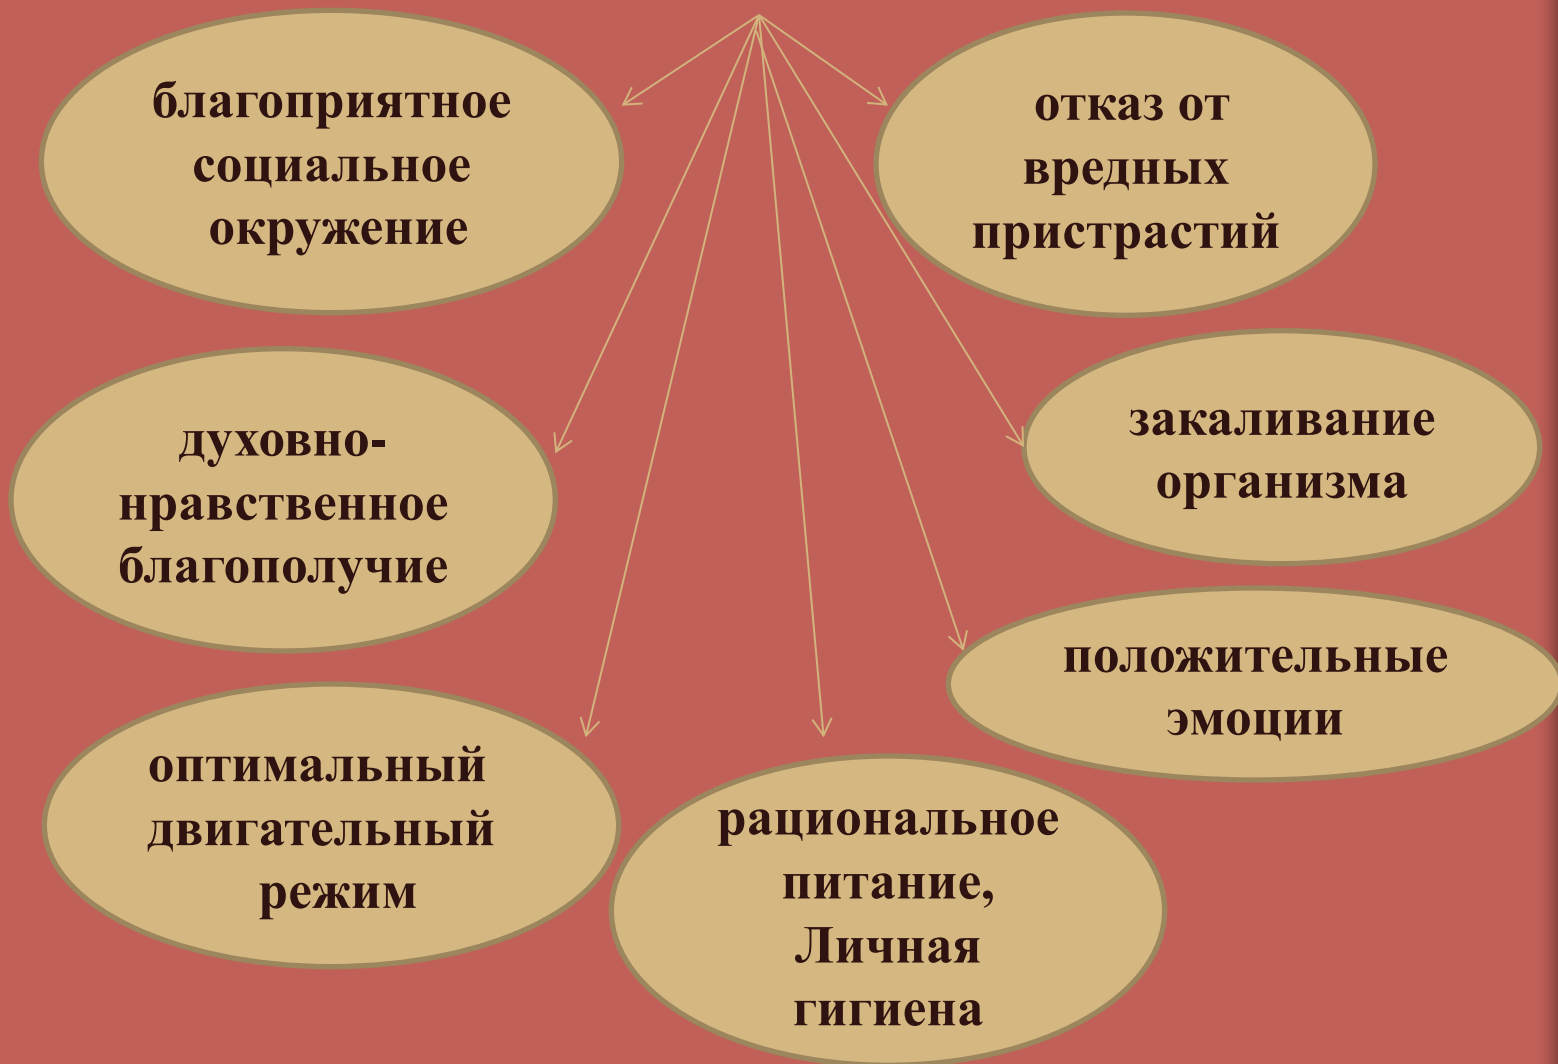 благоприятное
социальное
окружение
отказ от
вредных
пристрастий
духовно-
нравственное
благополучие
закаливание
организма
положительные
эмоции
оптимальный
двигательный
режим
рациональное
питание,
Личная
гигиена